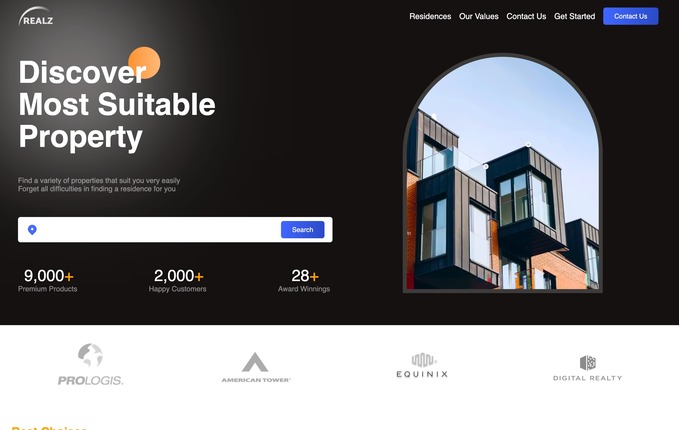 REALZ
Residences Our Values Contact Us Get Started Contact Us
Discover
Most Suitable
Property
Find a variety of properties that suit you very easily
Forget all difficulties in finding a residence for you
Search
9,000+ 2,000+ 28+
Premium Products Happy Customers Award Winnings
PROLOGIS. AMERICAN TOWER® EQUINIX DIGITAL REALTY
Best Choices